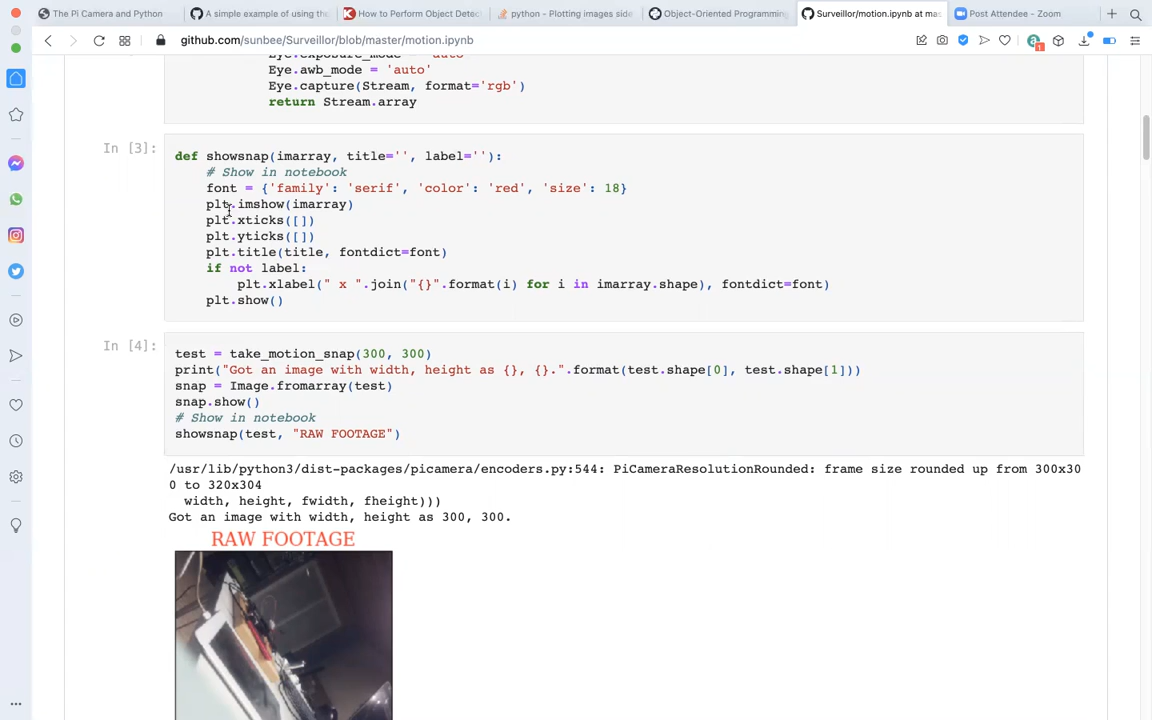 The Pi Camera and Python
A simple example of using the
How to Perform Object Detec
python - Plotting images side
Object-Oriented Programming
Surveillor/motion.ipynb at mas
Post Attendee - Zoom
github.com/sunbee/Surveillor/blob/master/motion.ipynb
Eye.exposure_mode = 'auto'
Eye.awb_mode = 'auto'
Eye.capture(Stream, format='rgb')
return Stream.array
In [3]:
def showsnap(imarray, title='', label=''):
# Show in notebook
font = {'family': 'serif', 'color': 'red', 'size': 18}
plt.imshow(imarray)
plt.xticks([])
plt.yticks([])
plt.title(title, fontdict=font)
if not label:
plt.xlabel(" x ".join("{}".format(i) for i in imarray.shape), fontdict=font)
plt.show()
In [4]:
test = take_motion_snap(300, 300)
print("Got an image with width, height as {}, {}.".format(test.shape[0], test.shape[1]))
snap = Image.fromarray(test)
snap.show()
# Show in notebook
showsnap(test, "RAW FOOTAGE")
/usr/lib/python3/dist-packages/picamera/encoders.py:544: PiCameraResolutionRounded: frame size rounded up from 300x30
0 to 320x304
width, height, fwidth, fheight)))
Got an image with width, height as 300, 300.
RAW FOOTAGE